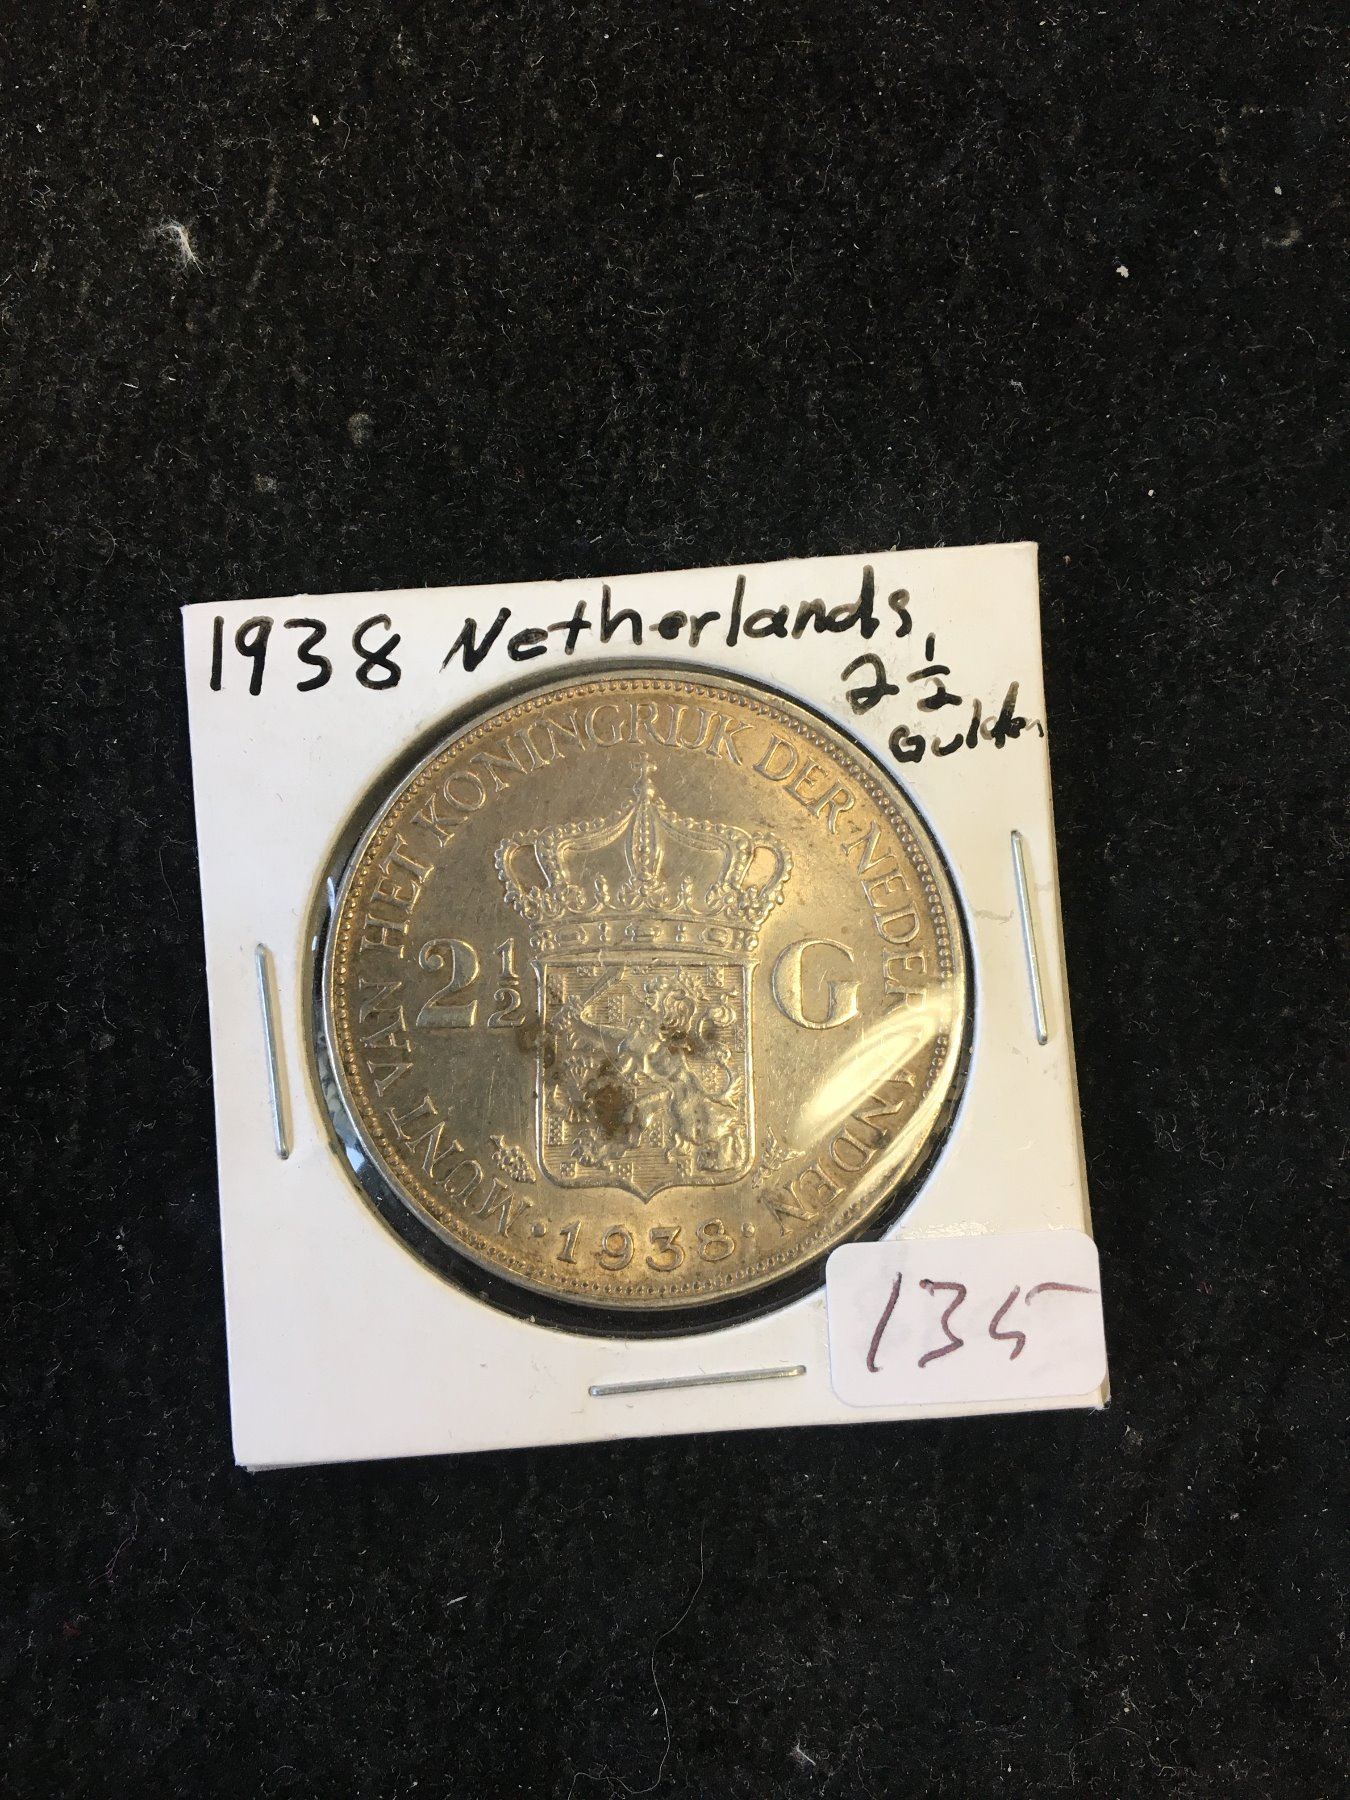 1938 Netherlands,
2 1/2
Gulden
MUNT VAN HET KONINGRIJK DER NEDERLANDEN
2 1/2 G
· 1938 ·
135